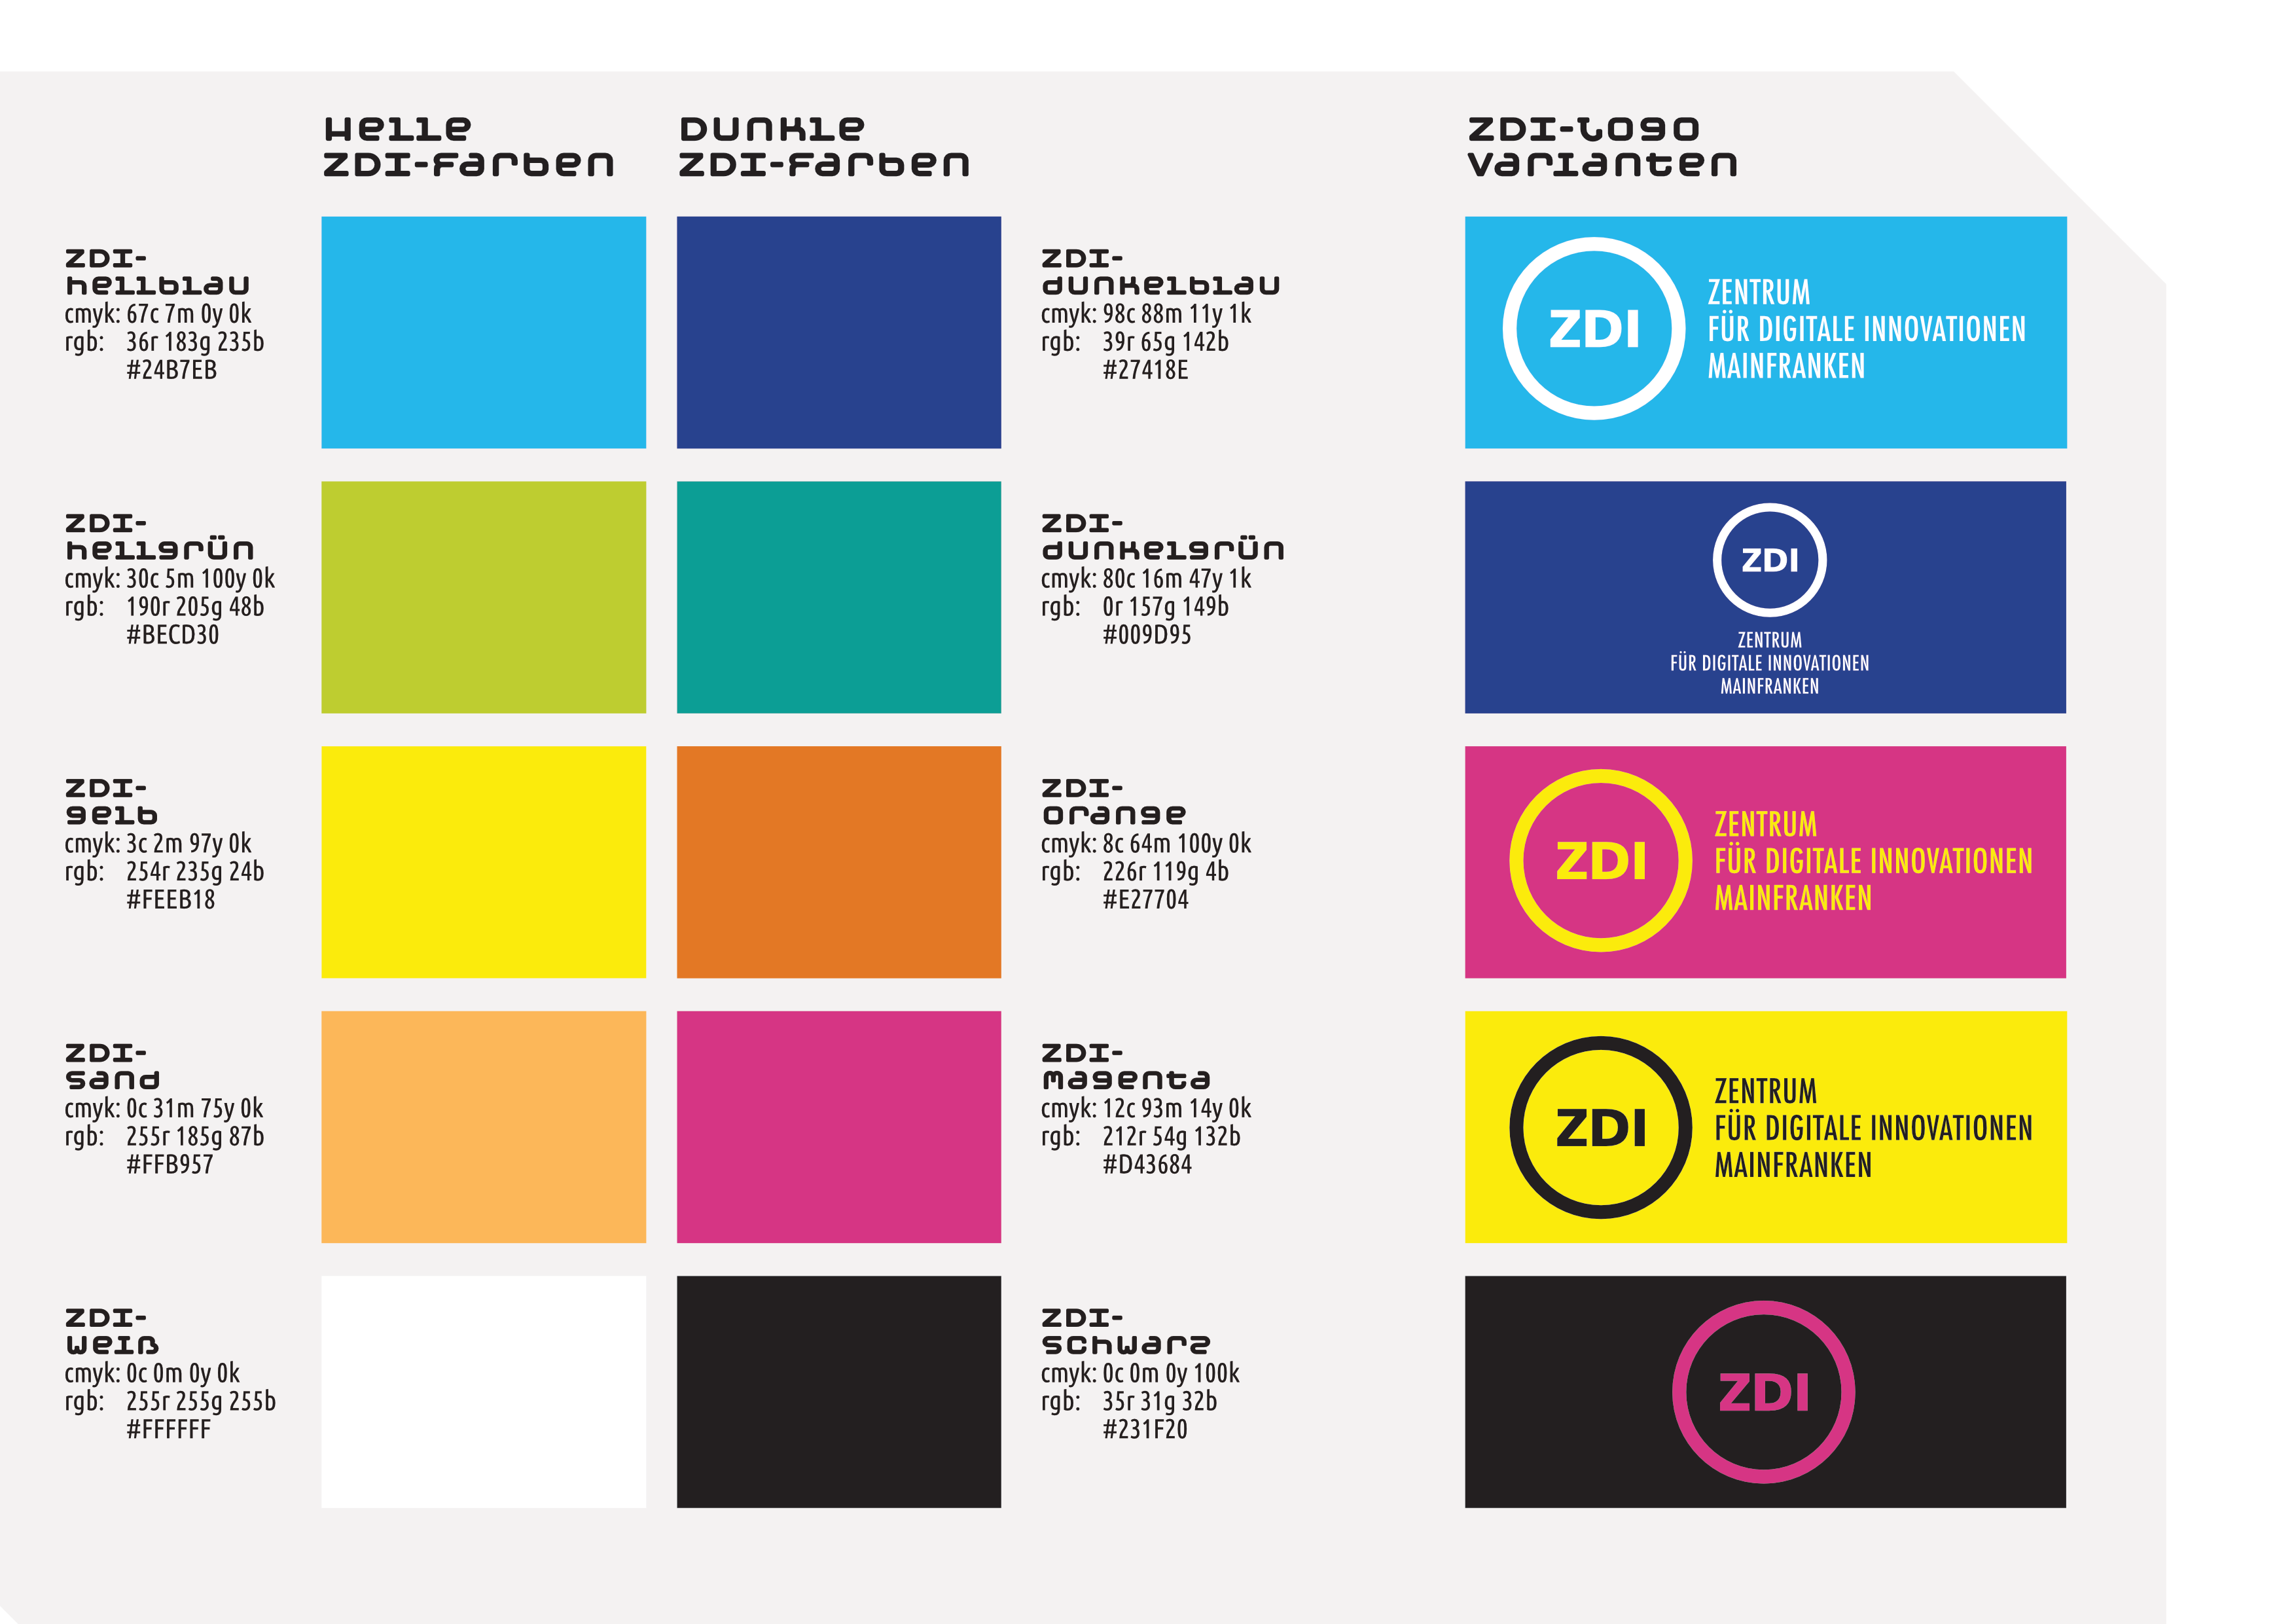 Helle
ZDI-Farben
Dunkle
ZDI-Farben
ZDI-Logo
Varianten
ZDI-
hellblau
cmyk: 67c 7m 0y 0k
rgb: 36r 183g 235b
#24B7EB
ZDI-
dunkelblau
cmyk: 98c 88m 11y 1k
rgb: 39r 65g 142b
#27418E
ZDI
ZENTRUM
FÜR DIGITALE INNOVATIONEN
MAINFRANKEN
ZDI-
hellgrün
cmyk: 30c 5m 100y 0k
rgb: 190r 205g 48b
#BECD30
ZDI-
dunkelgrün
cmyk: 80c 16m 47y 1k
rgb: 0r 157g 149b
#009D95
ZDI
ZENTRUM
FÜR DIGITALE INNOVATIONEN
MAINFRANKEN
ZDI-
gelb
cmyk: 3c 2m 97y 0k
rgb: 254r 235g 24b
#FEEB18
ZDI-
orange
cmyk: 8c 64m 100y 0k
rgb: 226r 119g 4b
#E27704
ZDI
ZENTRUM
FÜR DIGITALE INNOVATIONEN
MAINFRANKEN
ZDI-
sand
cmyk: 0c 31m 75y 0k
rgb: 255r 185g 87b
#FFB957
ZDI-
magenta
cmyk: 12c 93m 14y 0k
rgb: 212r 54g 132b
#D43684
ZDI
ZENTRUM
FÜR DIGITALE INNOVATIONEN
MAINFRANKEN
ZDI-
weiß
cmyk: 0c 0m 0y 0k
rgb: 255r 255g 255b
#FFFFFF
ZDI-
schwarz
cmyk: 0c 0m 0y 100k
rgb: 35r 31g 32b
#231F20
ZDI